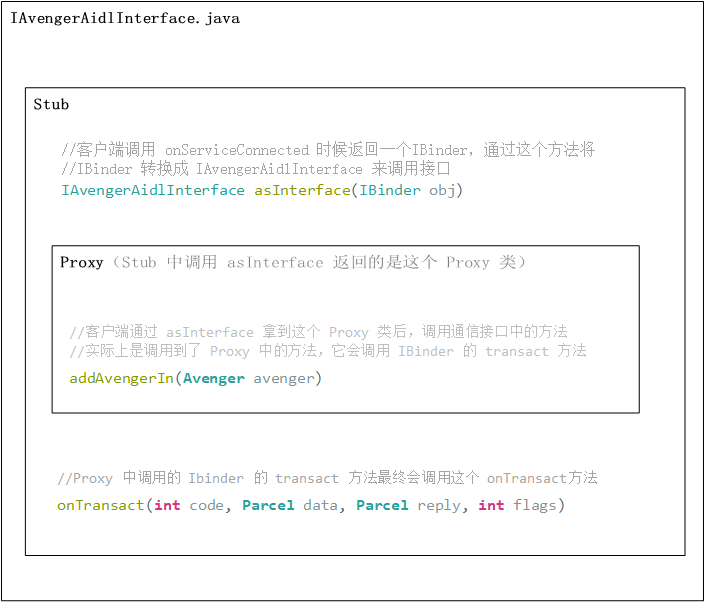 IAvengerAidlInterface.java
Stub
//客户端调用 onServiceConnected 时候返回一个IBinder，通过这个方法将
//IBinder 转换成 IAvengerAidlInterface 来调用接口
IAvengerAidlInterface asInterface(IBinder obj)
Proxy（Stub 中调用 asInterface 返回的是这个 Proxy 类）
//客户端通过 asInterface 拿到这个 Proxy 类后，调用通信接口中的方法
//实际上是调用到了 Proxy 中的方法，它会调用 IBinder 的 transact 方法
addAvengerIn(Avenger avenger)
//Proxy 中调用的 Ibinder 的 transact 方法最终会调用这个 onTransact方法
onTransact(int code, Parcel data, Parcel reply, int flags)